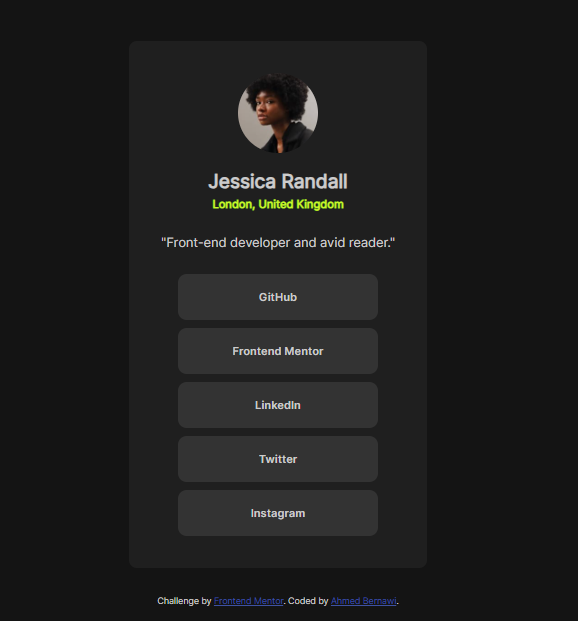 Jessica Randall
London, United Kingdom
"Front-end developer and avid reader."
GitHub
Frontend Mentor
LinkedIn
Twitter
Instagram
Challenge by Frontend Mentor. Coded by Ahmed Bernawi.